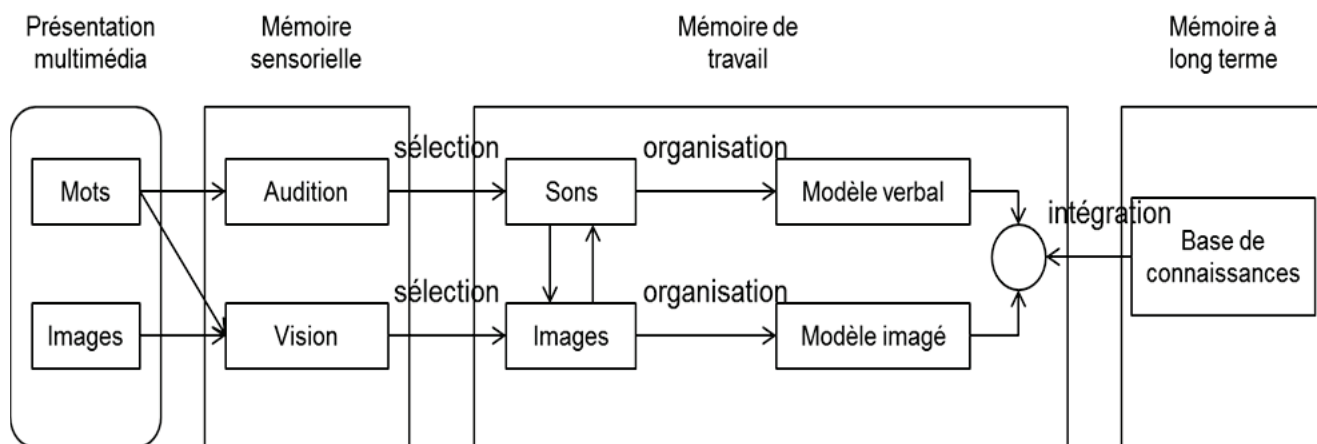 Présentation
multimédia
Mémoire
sensorielle
Mémoire de
travail
Mémoire à
long terme
sélection
organisation
Mots
Audition
Sons
Modèle verbal
intégration
Base de
connaissances
sélection
organisation
Images
Vision
Images
Modèle imagé